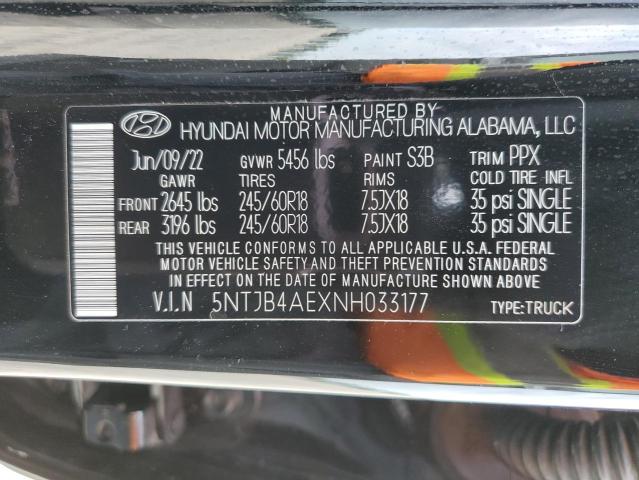 MANUFACTURED BY
HYUNDAI MOTOR MANUFACTURING ALABAMA, LLC
Jun/09/22 GVWR 5456 lbs PAINT S3B TRIM PPX
GAWR TIRES RIMS COLD TIRE INFL
FRONT 2645 lbs 245/60R18 7.5JX18 35 psi SINGLE
REAR 3196 lbs 245/60R18 7.5JX18 35 psi SINGLE
THIS VEHICLE CONFORMS TO ALL APPLICABLE U.S.A. FEDERAL
MOTOR VEHICLE SAFETY AND THEFT PREVENTION STANDARDS
IN EFFECT ON THE DATE OF MANUFACTURE SHOWN ABOVE
V.I.N 5NTJB4AEXNH033177 TYPE:TRUCK